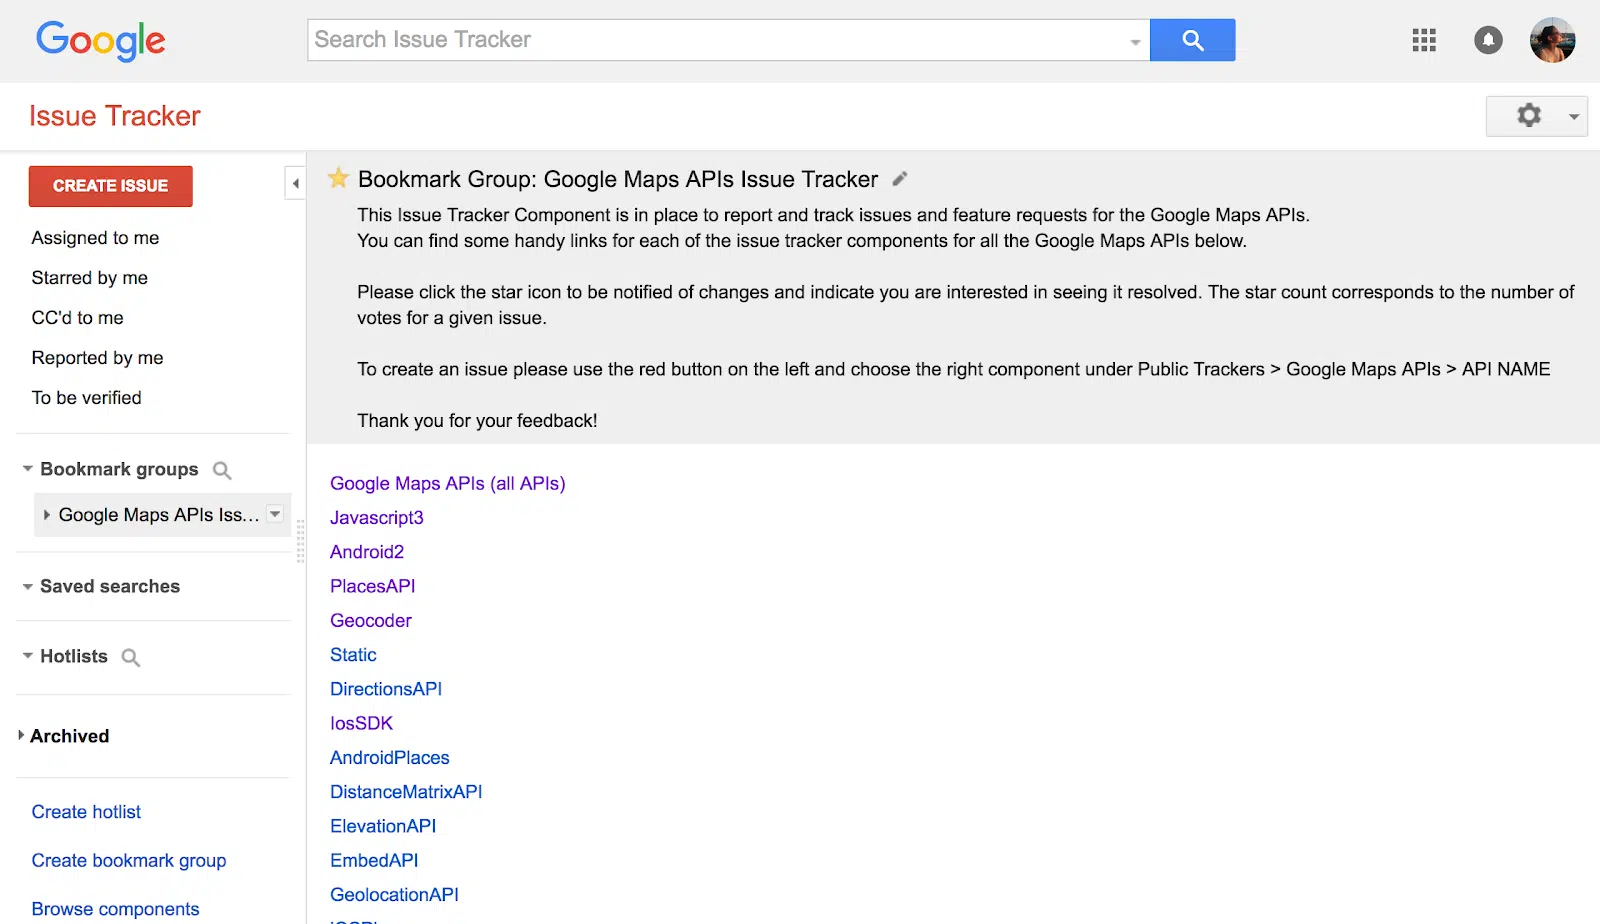 Google
Search Issue Tracker
Issue Tracker
CREATE ISSUE
Assigned to me
Starred by me
CC'd to me
Reported by me
To be verified
Bookmark groups
Google Maps APIs Iss...
Saved searches
Hotlists
Archived
Create hotlist
Create bookmark group
Browse components
Bookmark Group: Google Maps APIs Issue Tracker
This Issue Tracker Component is in place to report and track issues and feature requests for the Google Maps APIs.
You can find some handy links for each of the issue tracker components for all the Google Maps APIs below.
Please click the star icon to be notified of changes and indicate you are interested in seeing it resolved. The star count corresponds to the number of
votes for a given issue.
To create an issue please use the red button on the left and choose the right component under Public Trackers > Google Maps APIs > API NAME
Thank you for your feedback!
Google Maps APIs (all APIs)
Javascript3
Android2
PlacesAPI
Geocoder
Static
DirectionsAPI
IosSDK
AndroidPlaces
DistanceMatrixAPI
ElevationAPI
EmbedAPI
GeolocationAPI